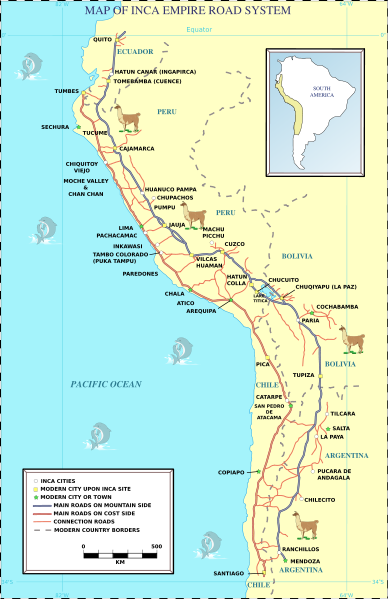 MAP OF INCA EMPIRE ROAD SYSTEM
Equator
QUITO
ECUADOR
HATUN CANAR (INGAPIRCA)
TOMEBAMBA (CUENCE)
TUMBES
PERU
SECHURA
TUCUME
CAJAMARCA
CHIQUITOY
VIEJO
MOCHE VALLEY
&
CHAN CHAN
HUANUCO PAMPA
CHUPACHOS
PUMPU
PERU
LIMA
JAUJA
MACHU
PICCHU
PACHACAMAC
CUZCO
INKAWASI
TAMBO COLORADO
(PUKA TAMPU)
VILCAS
HUAMAN
BOLIVIA
PAREDONES
HATUN
COLLA
CHUCUITO
CHUQIYAPU (LA PAZ)
LAKE
TITICA
CHALA
ATICO
AREQUIPA
COCHABAMBA
PARIA
PICA
BOLIVIA
TUPIZA
PACIFIC OCEAN
CHILE
CATARPE
SAN PEDRO
DE
ATACAMA
TILCARA
SALTA
LA PAYA
ARGENTINA
COPIAPO
PUCARA DE
ANDAGALA
CHILECITO
RANCHILLOS
MENDOZA
SANTIAGO
ARGENTINA
CHILE
SOUTH
AMERICA
INCA CITIES
MODERN CITY UPON INCA SITE
MODERN CITY OR TOWN
MAIN ROADS ON MOUNTAIN SIDE
MAIN ROADS ON COST SIDE
CONNECTION ROADS
MODERN COUNTRY BORDERS
0
500
KM